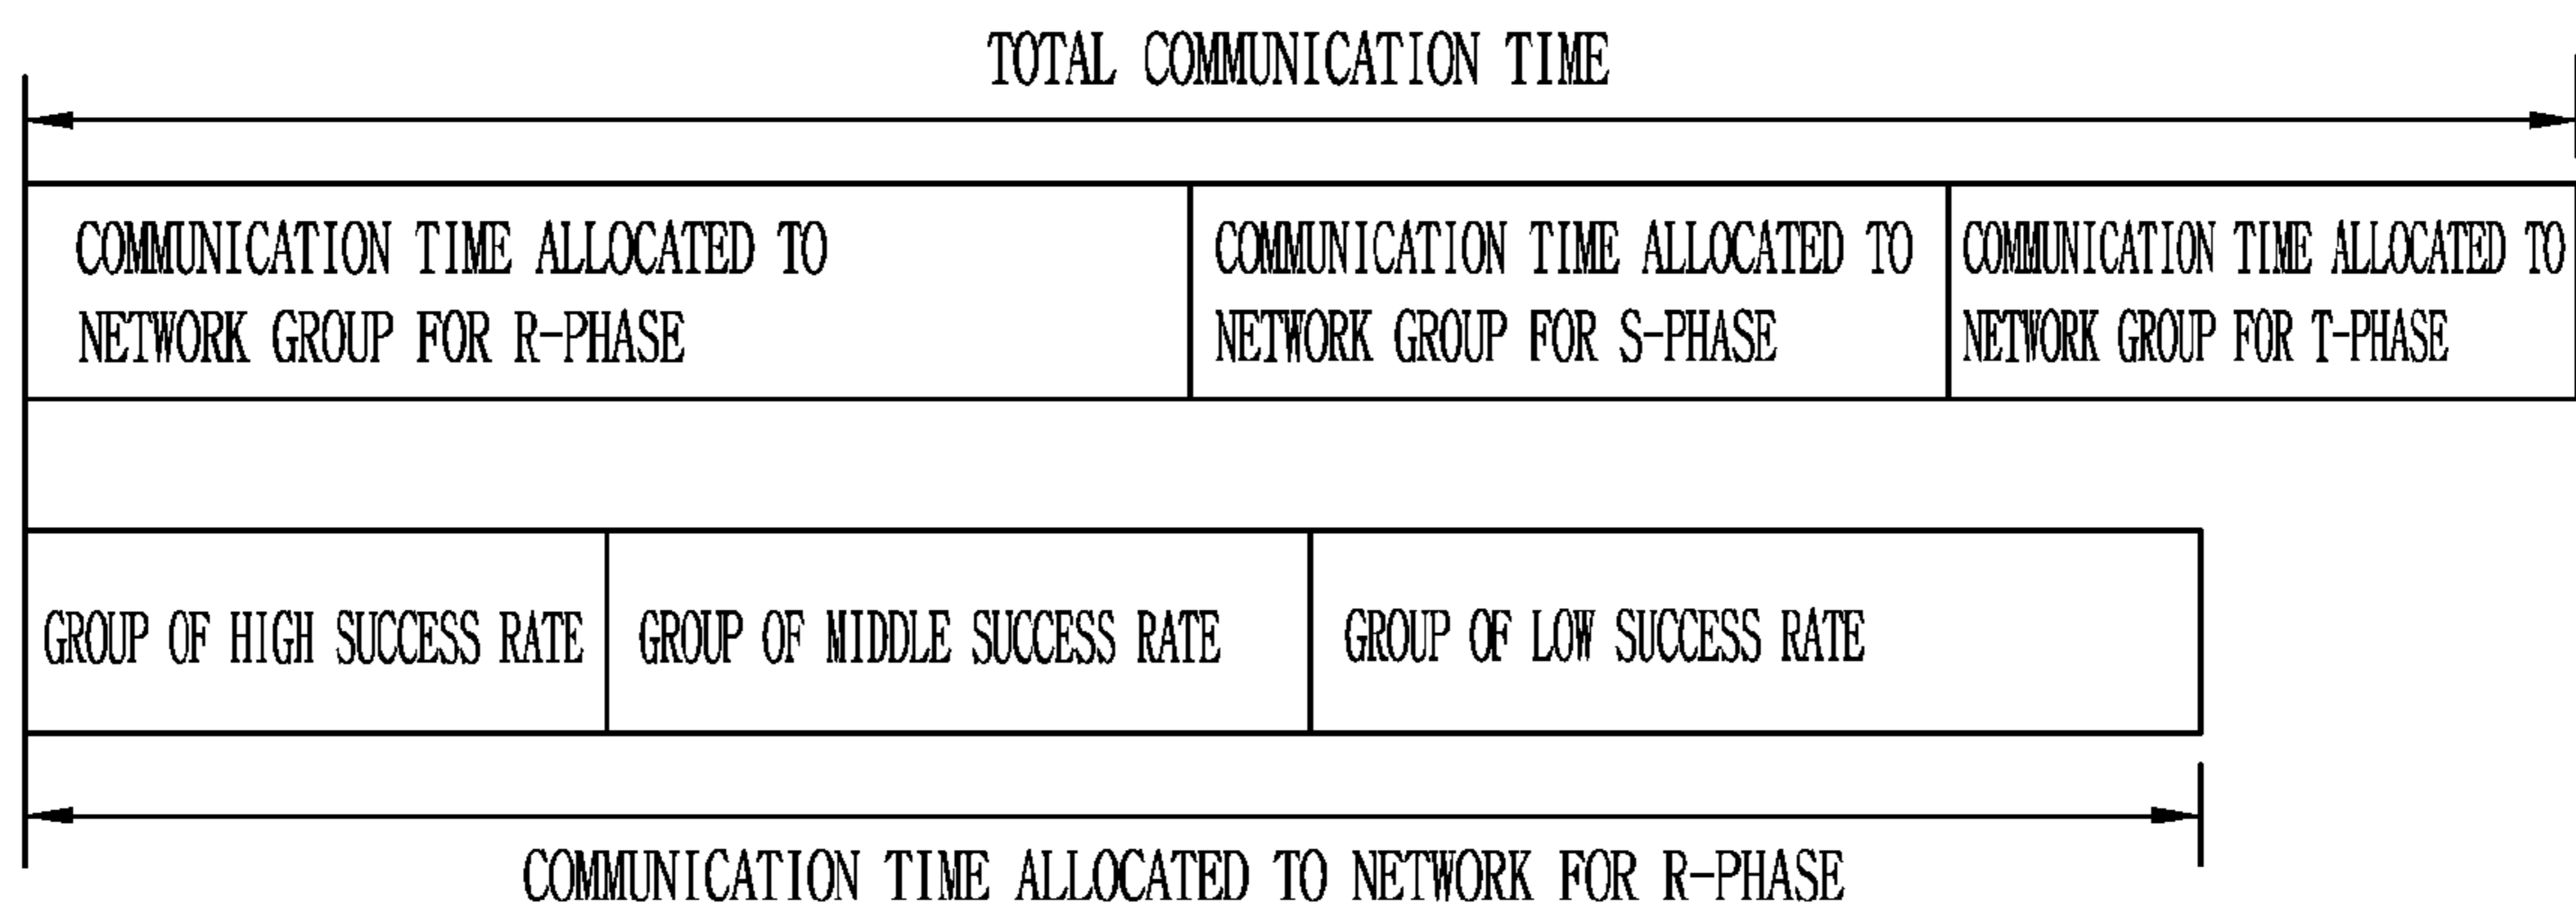 TOTAL COMMUNICATION TIME
COMMUNICATION TIME ALLOCATED TO
NETWORK GROUP FOR R-PHASE
COMMUNICATION TIME ALLOCATED TO
NETWORK GROUP FOR S-PHASE
COMMUNICATION TIME ALLOCATED TO
NETWORK GROUP FOR T-PHASE
GROUP OF HIGH SUCCESS RATE
GROUP OF MIDDLE SUCCESS RATE
GROUP OF LOW SUCCESS RATE
COMMUNICATION TIME ALLOCATED TO NETWORK FOR R-PHASE